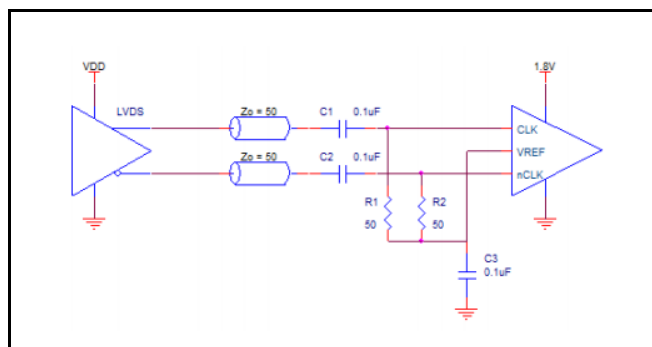 VDD
1.8V
LVDS
Zo = 50
C1
0.1uF
CLK
VREF
Zo = 50
C2
0.1uF
nCLK
R1
R2
50
50
C3
0.1uF